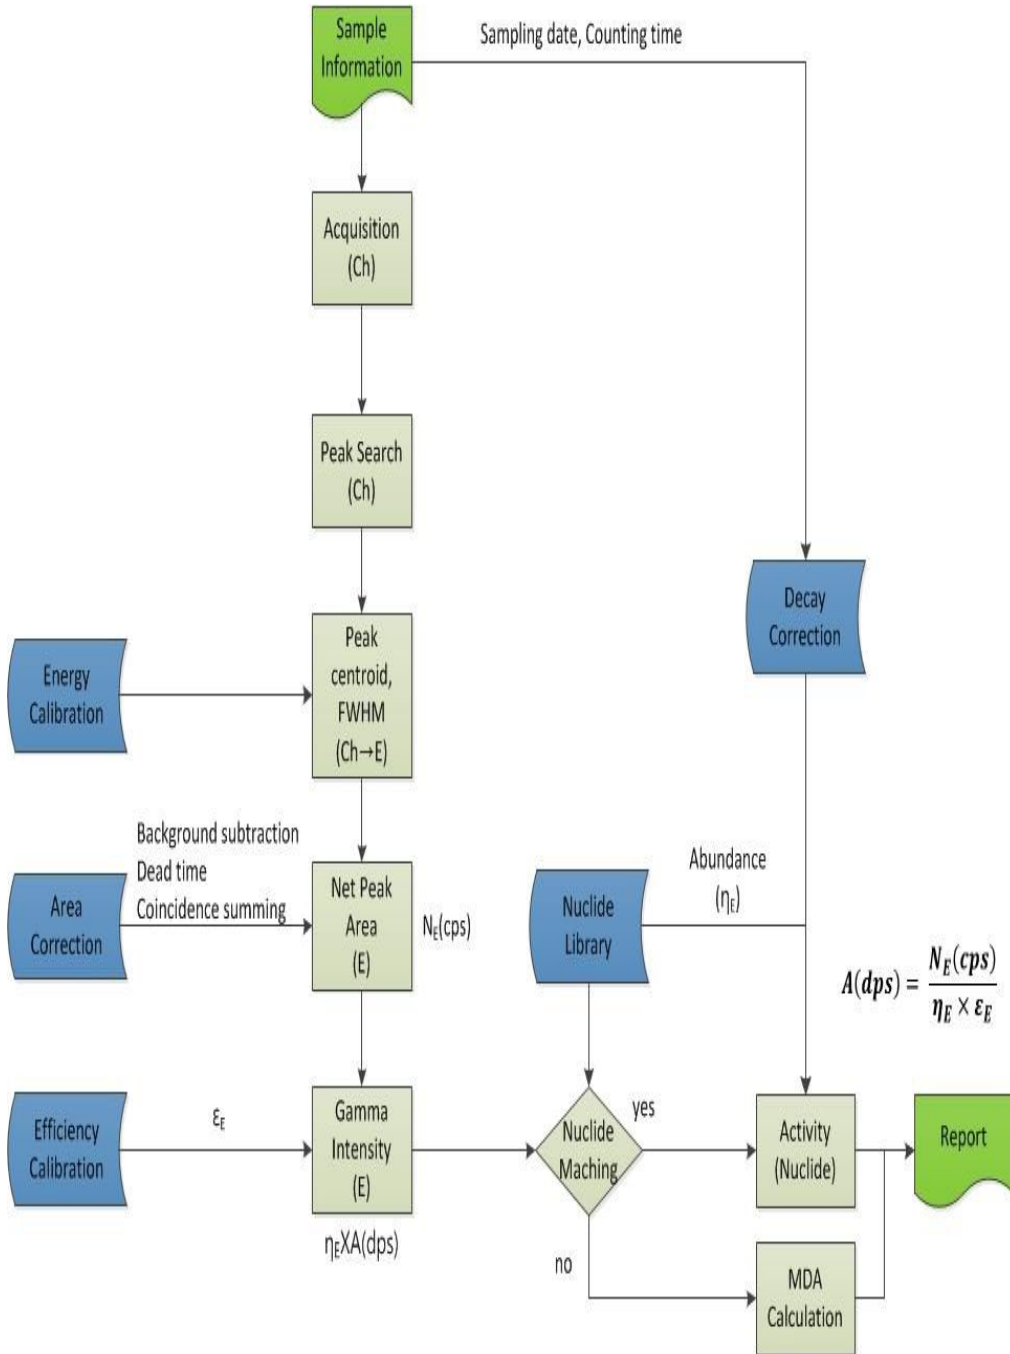 Sample
Information
Sampling date, Counting time
Acquisition
(Ch)
Peak Search
(Ch)
Decay
Correction
Peak
centroid,
FWHM
(Ch→E)
Energy
Calibration
Background subtraction
Dead time
Coincidence summing
Area
Correction
Net Peak
Area
(E)
N_E(cps)
Nuclide
Library
Abundance
(η_E)
A(dps) = N_E(cps) / η_E × ε_E
Efficiency
Calibration
ε_E
Gamma
Intensity
(E)
η_EXA(dps)
Nuclide
Maching
yes
no
Activity
(Nuclide)
Report
MDA
Calculation